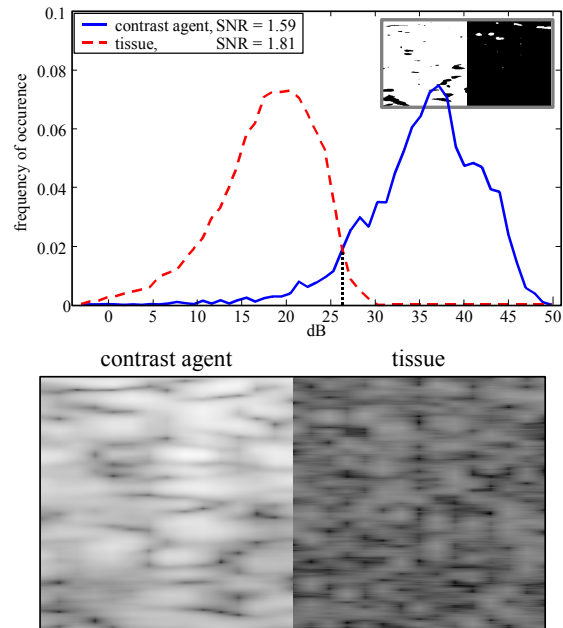 contrast agent, SNR = 1.59
tissue, SNR = 1.81
frequency of occurence
0.1
0.08
0.06
0.04
0.02
0
0 5 10 15 20 25 30 35 40 45 50
dB
contrast agent tissue